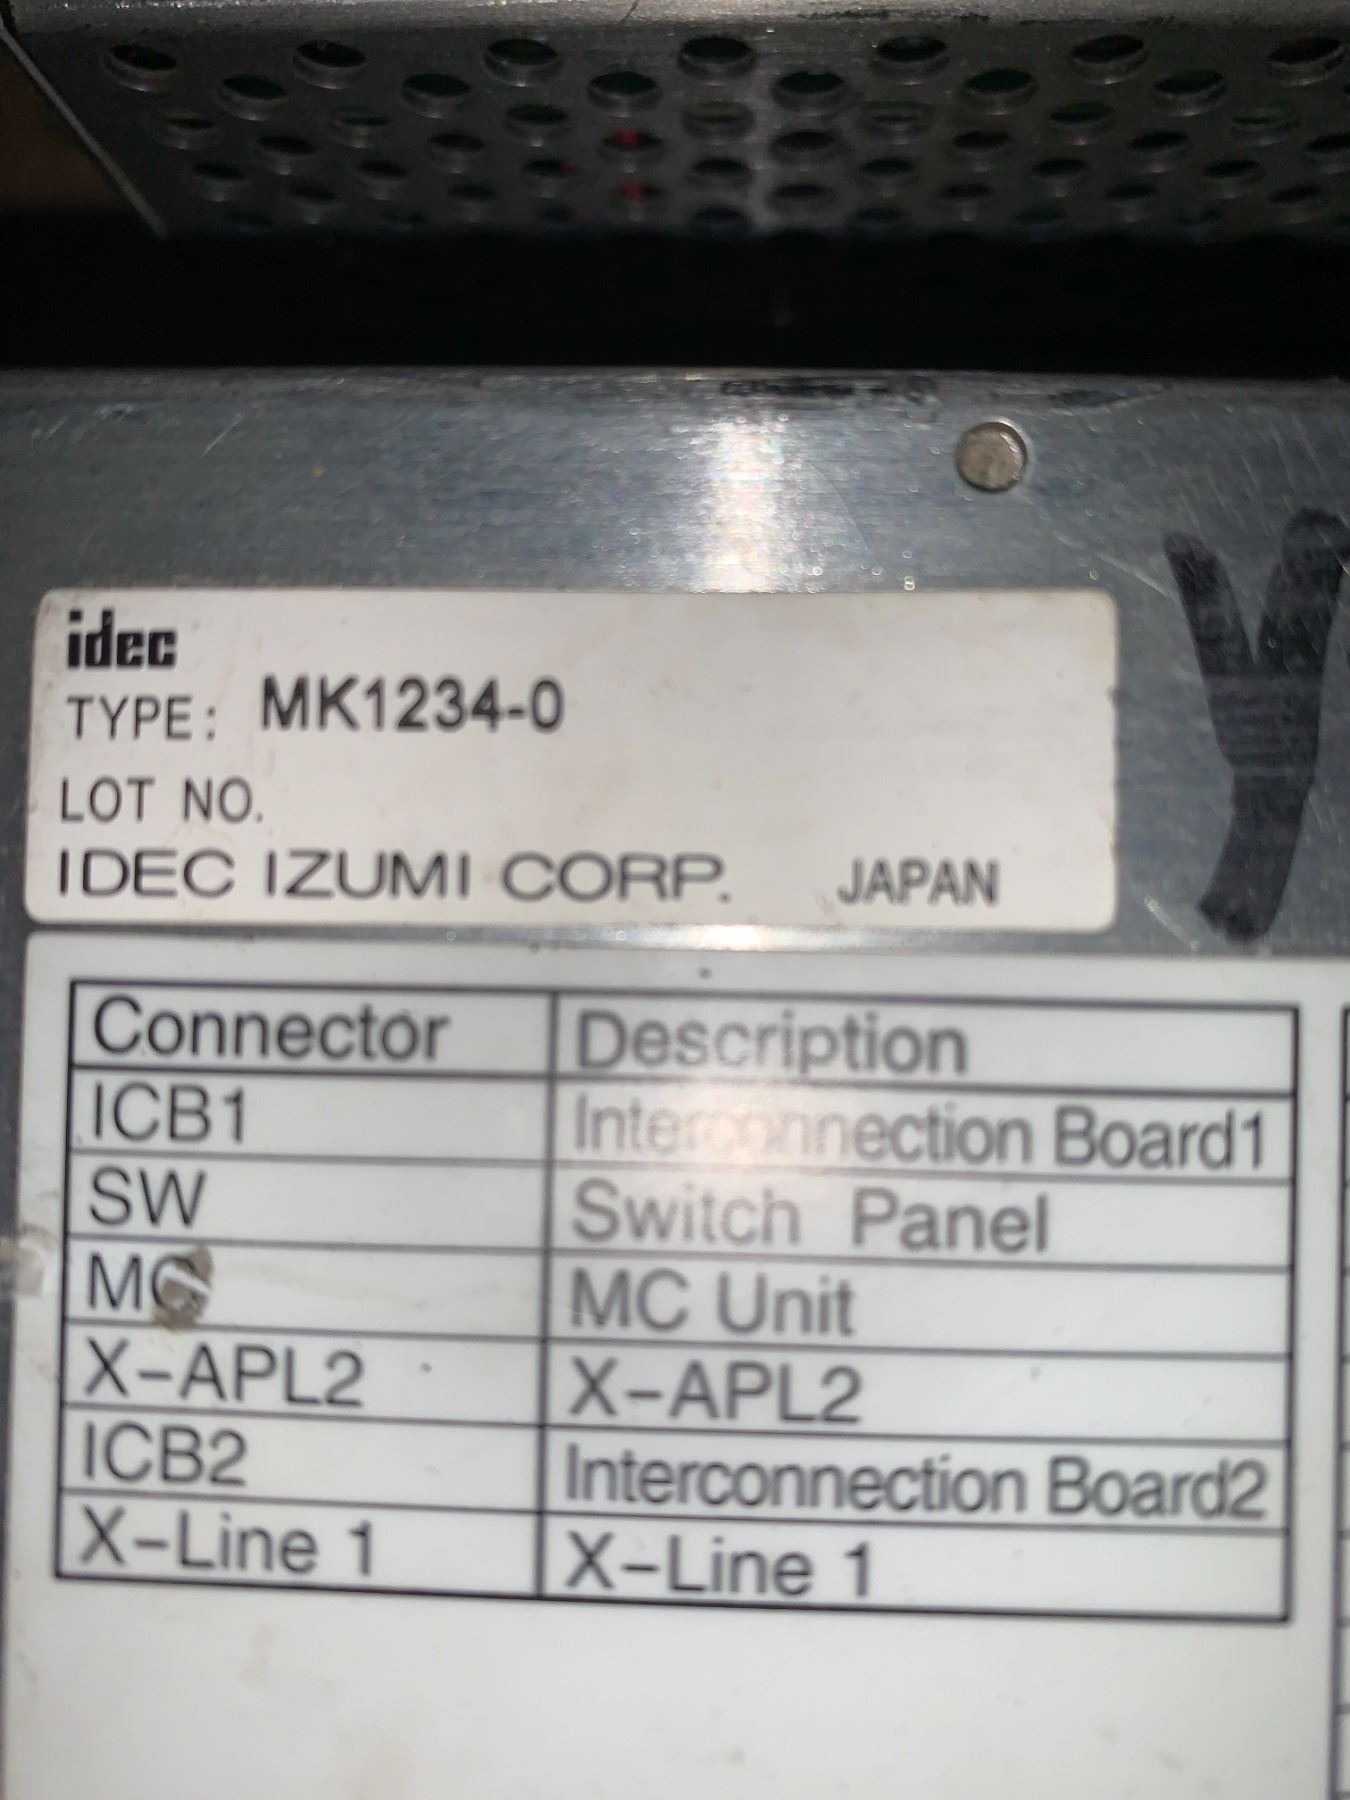 idec
TYPE: MK1234-0
LOT NO.
IDEC IZUMI CORP. JAPAN
Y
Connector Description
ICB1 Interconnection Board1
SW Switch Panel
MC MC Unit
X-APL2 X-APL2
ICB2 Interconnection Board2
X-Line 1 X-Line 1